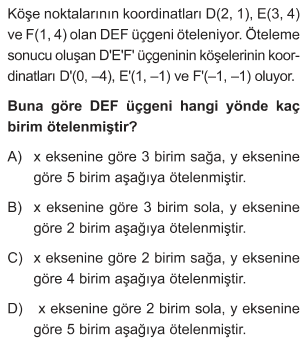 Köşe noktalarının koordinatları D(2, 1), E(3, 4)
ve F(1, 4) olan DEF üçgeni öteleniyor. Öteleme
sonucu oluşan D'E'F' üçgeninin köşelerinin koor-
dinatları D'(0, –4), E'(1, –1) ve F'(–1, –1) oluyor.
Buna göre DEF üçgeni hangi yönde kaç
birim ötelenmiştir?
A) x eksenine göre 3 birim sağa, y eksenine
göre 5 birim aşağıya ötelenmiştir.
B) x eksenine göre 3 birim sola, y eksenine
göre 2 birim aşağıya ötelenmiştir.
C) x eksenine göre 2 birim sağa, y eksenine
göre 4 birim aşağıya ötelenmiştir.
D) x eksenine göre 2 birim sola, y eksenine
göre 5 birim aşağıya ötelenmiştir.